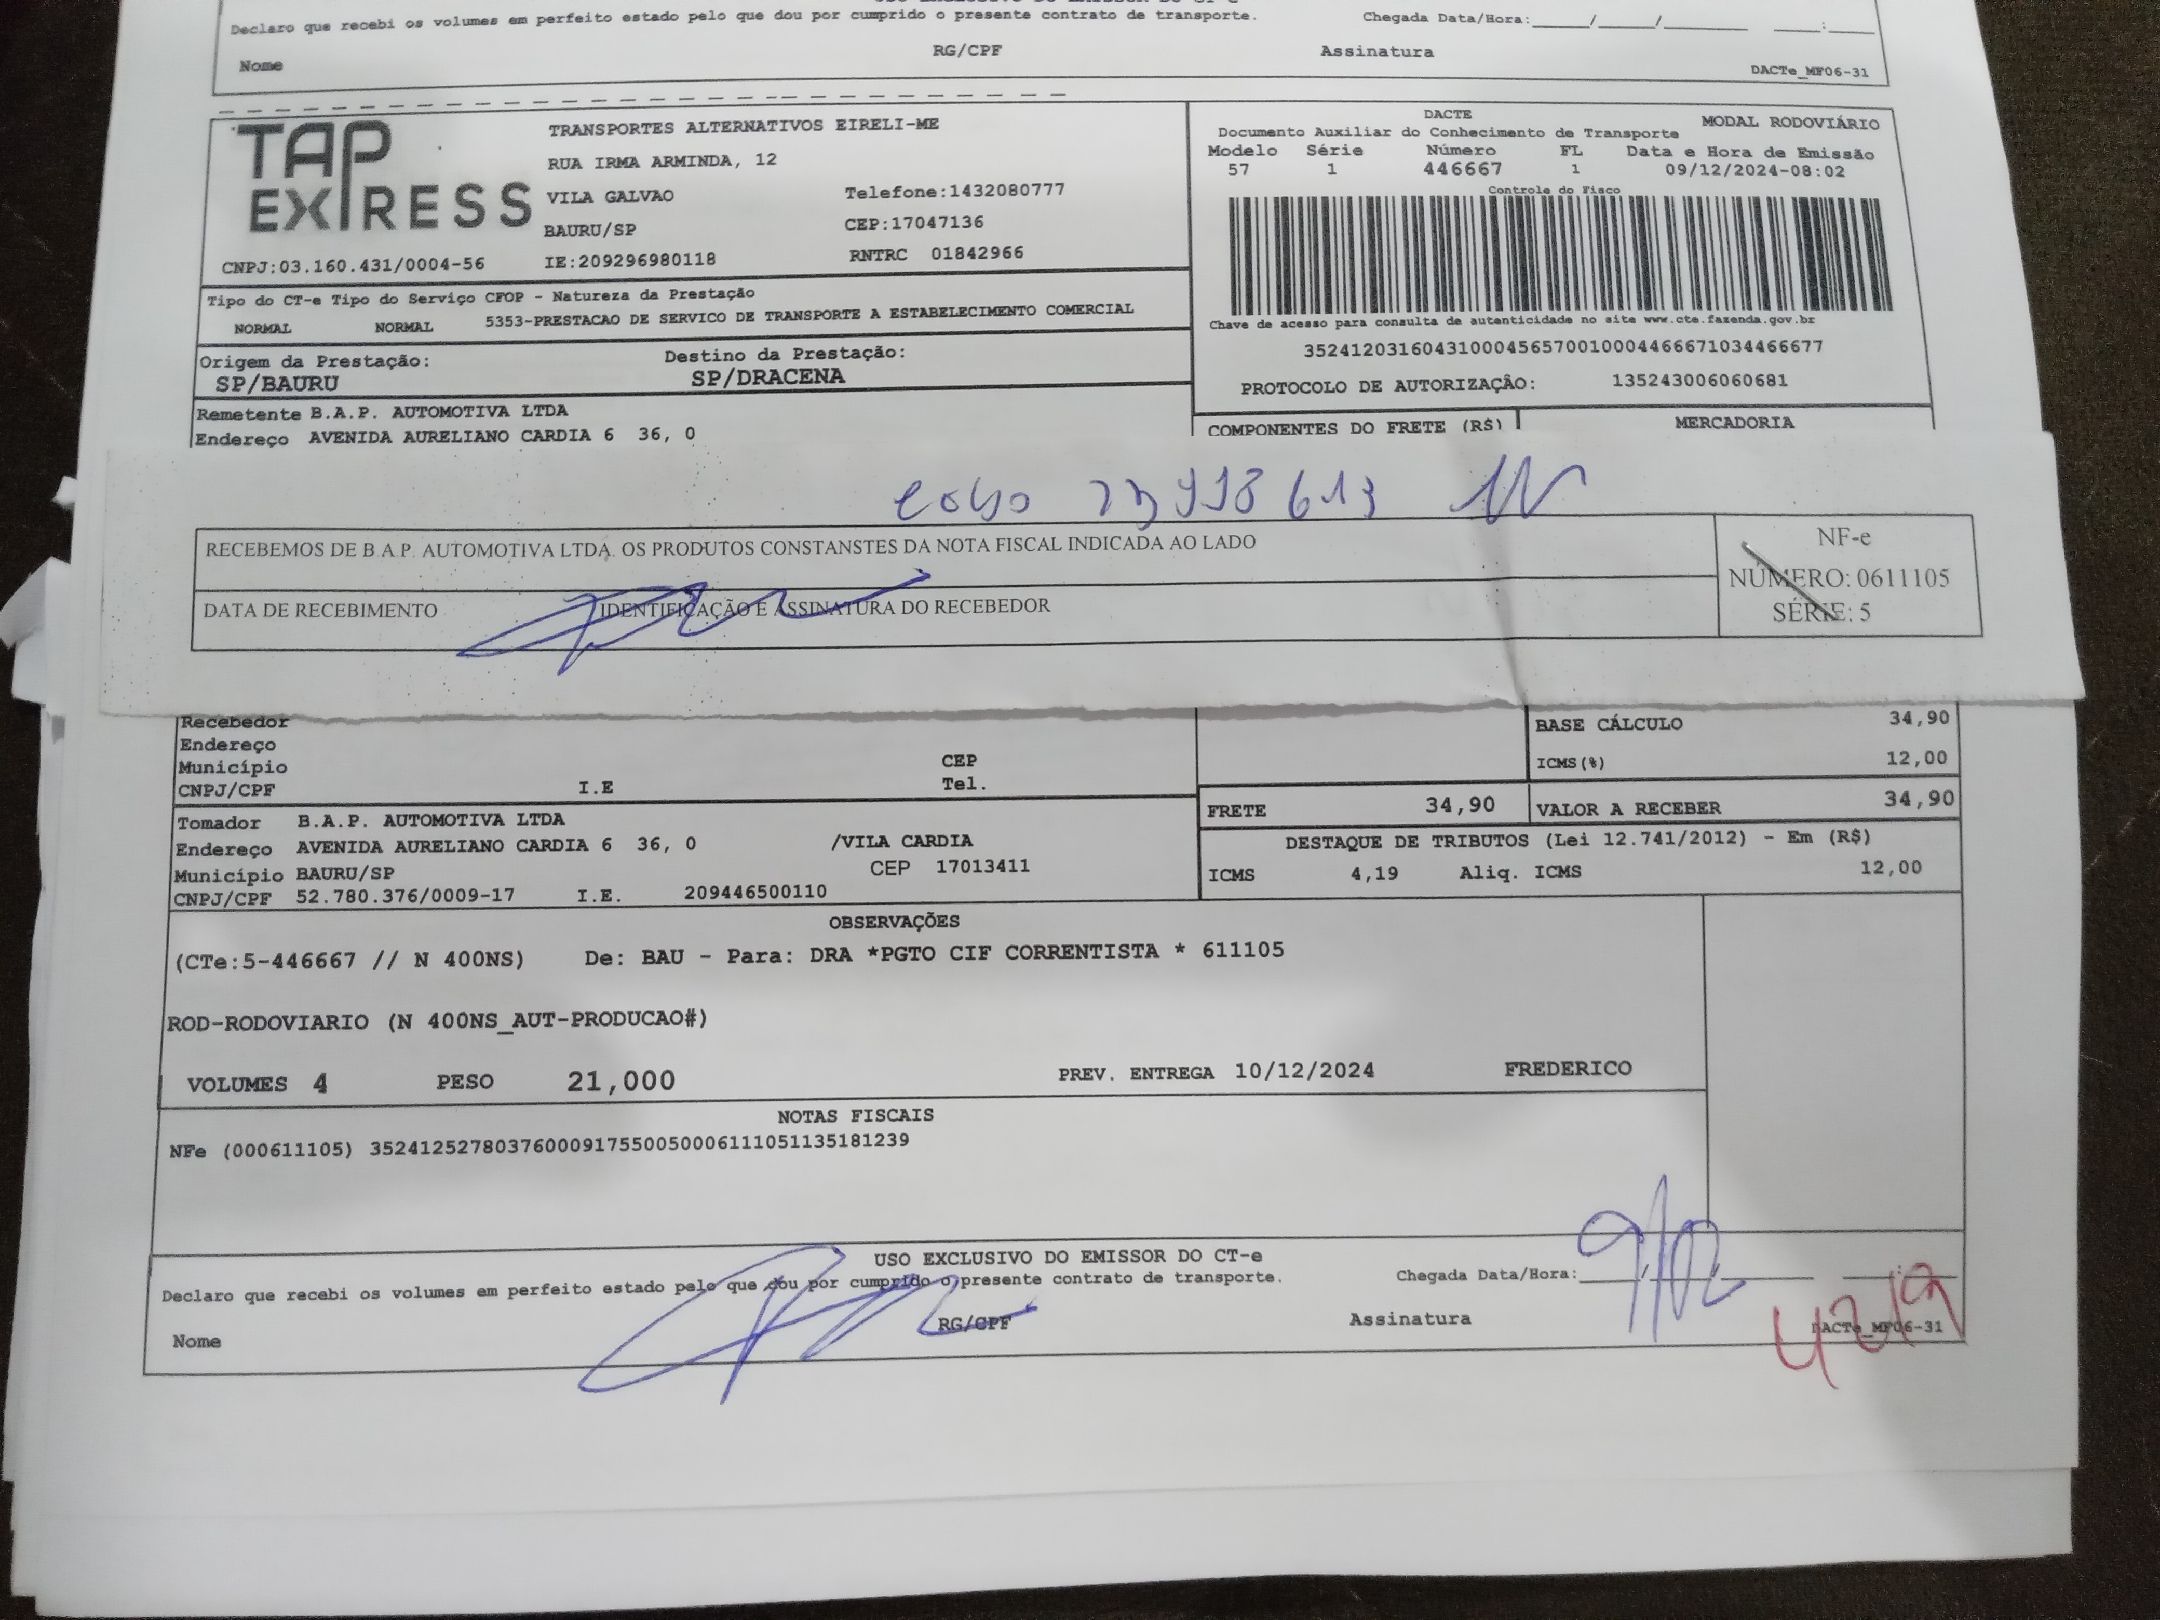 Declaro que recebi os volumes em perfeito estado pelo que dou por cumprido o presente contrato de transporte. Chegada Data/Hora:____/____/____ ___:___
Nome RG/CPF Assinatura
DACTe_MF06-31
TAP EXPRESS
TRANSPORTES ALTERNATIVOS EIRELI-ME
RUA IRMA ARMINDA, 12
VILA GALVAO Telefone:1432080777
BAURU/SP CEP:17047136
CNPJ:03.160.431/0004-56 IE:209296980118 RNTRC 01842966
DACTE MODAL RODOVIÁRIO
Documento Auxiliar do Conhecimento de Transporte
Modelo Série Número FL Data e Hora de Emissão
57 1 446667 1 09/12/2024-08:02
Controle do Fisco
Chave de acesso para consulta de autenticidade no site www.cte.fazenda.gov.br
35241203160431000456570010004466671034466677
PROTOCOLO DE AUTORIZAÇÃO: 135243006060681
Tipo do CT-e Tipo do Serviço CFOP - Natureza da Prestação
NORMAL NORMAL 5353-PRESTACAO DE SERVICO DE TRANSPORTE A ESTABELECIMENTO COMERCIAL
Origem da Prestação: Destino da Prestação:
SP/BAURU SP/DRACENA
Remetente B.A.P. AUTOMOTIVA LTDA
Endereço AVENIDA AURELIANO CARDIA 6 36, 0
COMPONENTES DO FRETE (R$) MERCADORIA
RECEBEMOS DE B.A.P. AUTOMOTIVA LTDA. OS PRODUTOS CONSTANSTES DA NOTA FISCAL INDICADA AO LADO
DATA DE RECEBIMENTO IDENTIFICAÇÃO E ASSINATURA DO RECEBEDOR
NF-e
NÚMERO: 0611105
SÉRIE: 5
Recebedor
Endereço
Município CEP
CNPJ/CPF I.E Tel.
BASE CÁLCULO 34,90
ICMS(%) 12,00
FRETE 34,90 VALOR A RECEBER 34,90
Tomador B.A.P. AUTOMOTIVA LTDA
Endereço AVENIDA AURELIANO CARDIA 6 36, 0 /VILA CARDIA
Município BAURU/SP CEP 17013411
CNPJ/CPF 52.780.376/0009-17 I.E. 209446500110
DESTAQUE DE TRIBUTOS (Lei 12.741/2012) - Em (R$)
ICMS 4,19 Aliq. ICMS 12,00
OBSERVAÇÕES
(CTe:5-446667 // N 400NS) De: BAU - Para: DRA *PGTO CIF CORRENTISTA * 611105
ROD-RODOVIARIO (N 400NS_AUT-PRODUCAO#)
VOLUMES 4 PESO 21,000 PREV. ENTREGA 10/12/2024 FREDERICO
NOTAS FISCAIS
NFe (000611105) 35241252780376000917550050006111051135181239
USO EXCLUSIVO DO EMISSOR DO CT-e
Declaro que recebi os volumes em perfeito estado pelo que dou por cumprido o presente contrato de transporte. Chegada Data/Hora:____/____/____ ___:___
Nome RG/CPF Assinatura
DACTe_MF06-31